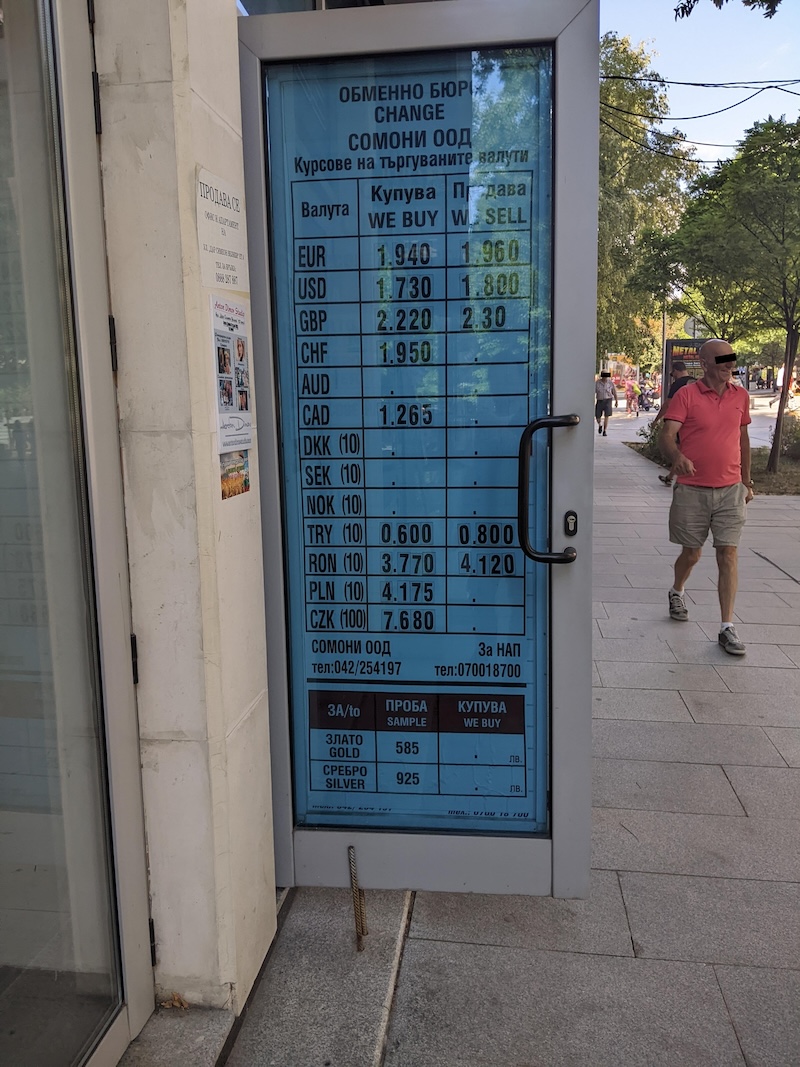 ОБМЕННО БЮР
CHANGE
СОМОНИ ООД
Курсове на търгуваните валути
Валута Купува WE BUY Продава WE SELL
EUR 1.940 1.960
USD 1.730 1.800
GBP 2.220 2.30
CHF 1.950 .
AUD . .
CAD 1.265 .
DKK (10) . .
SEK (10) . .
NOK (10) . .
TRY (10) 0.600 0.800
RON (10) 3.770 4.120
PLN (10) 4.175 .
CZK (100) 7.680 .
СОМОНИ ООД За НАП
тел:042/254197 тел:070018700
ЗА/to ПРОБА SAMPLE КУПУВА WE BUY
ЗЛАТО GOLD 585 . лв.
СРЕБРО SILVER 925 . лв.
ПРОДАВА СЕ
METAL